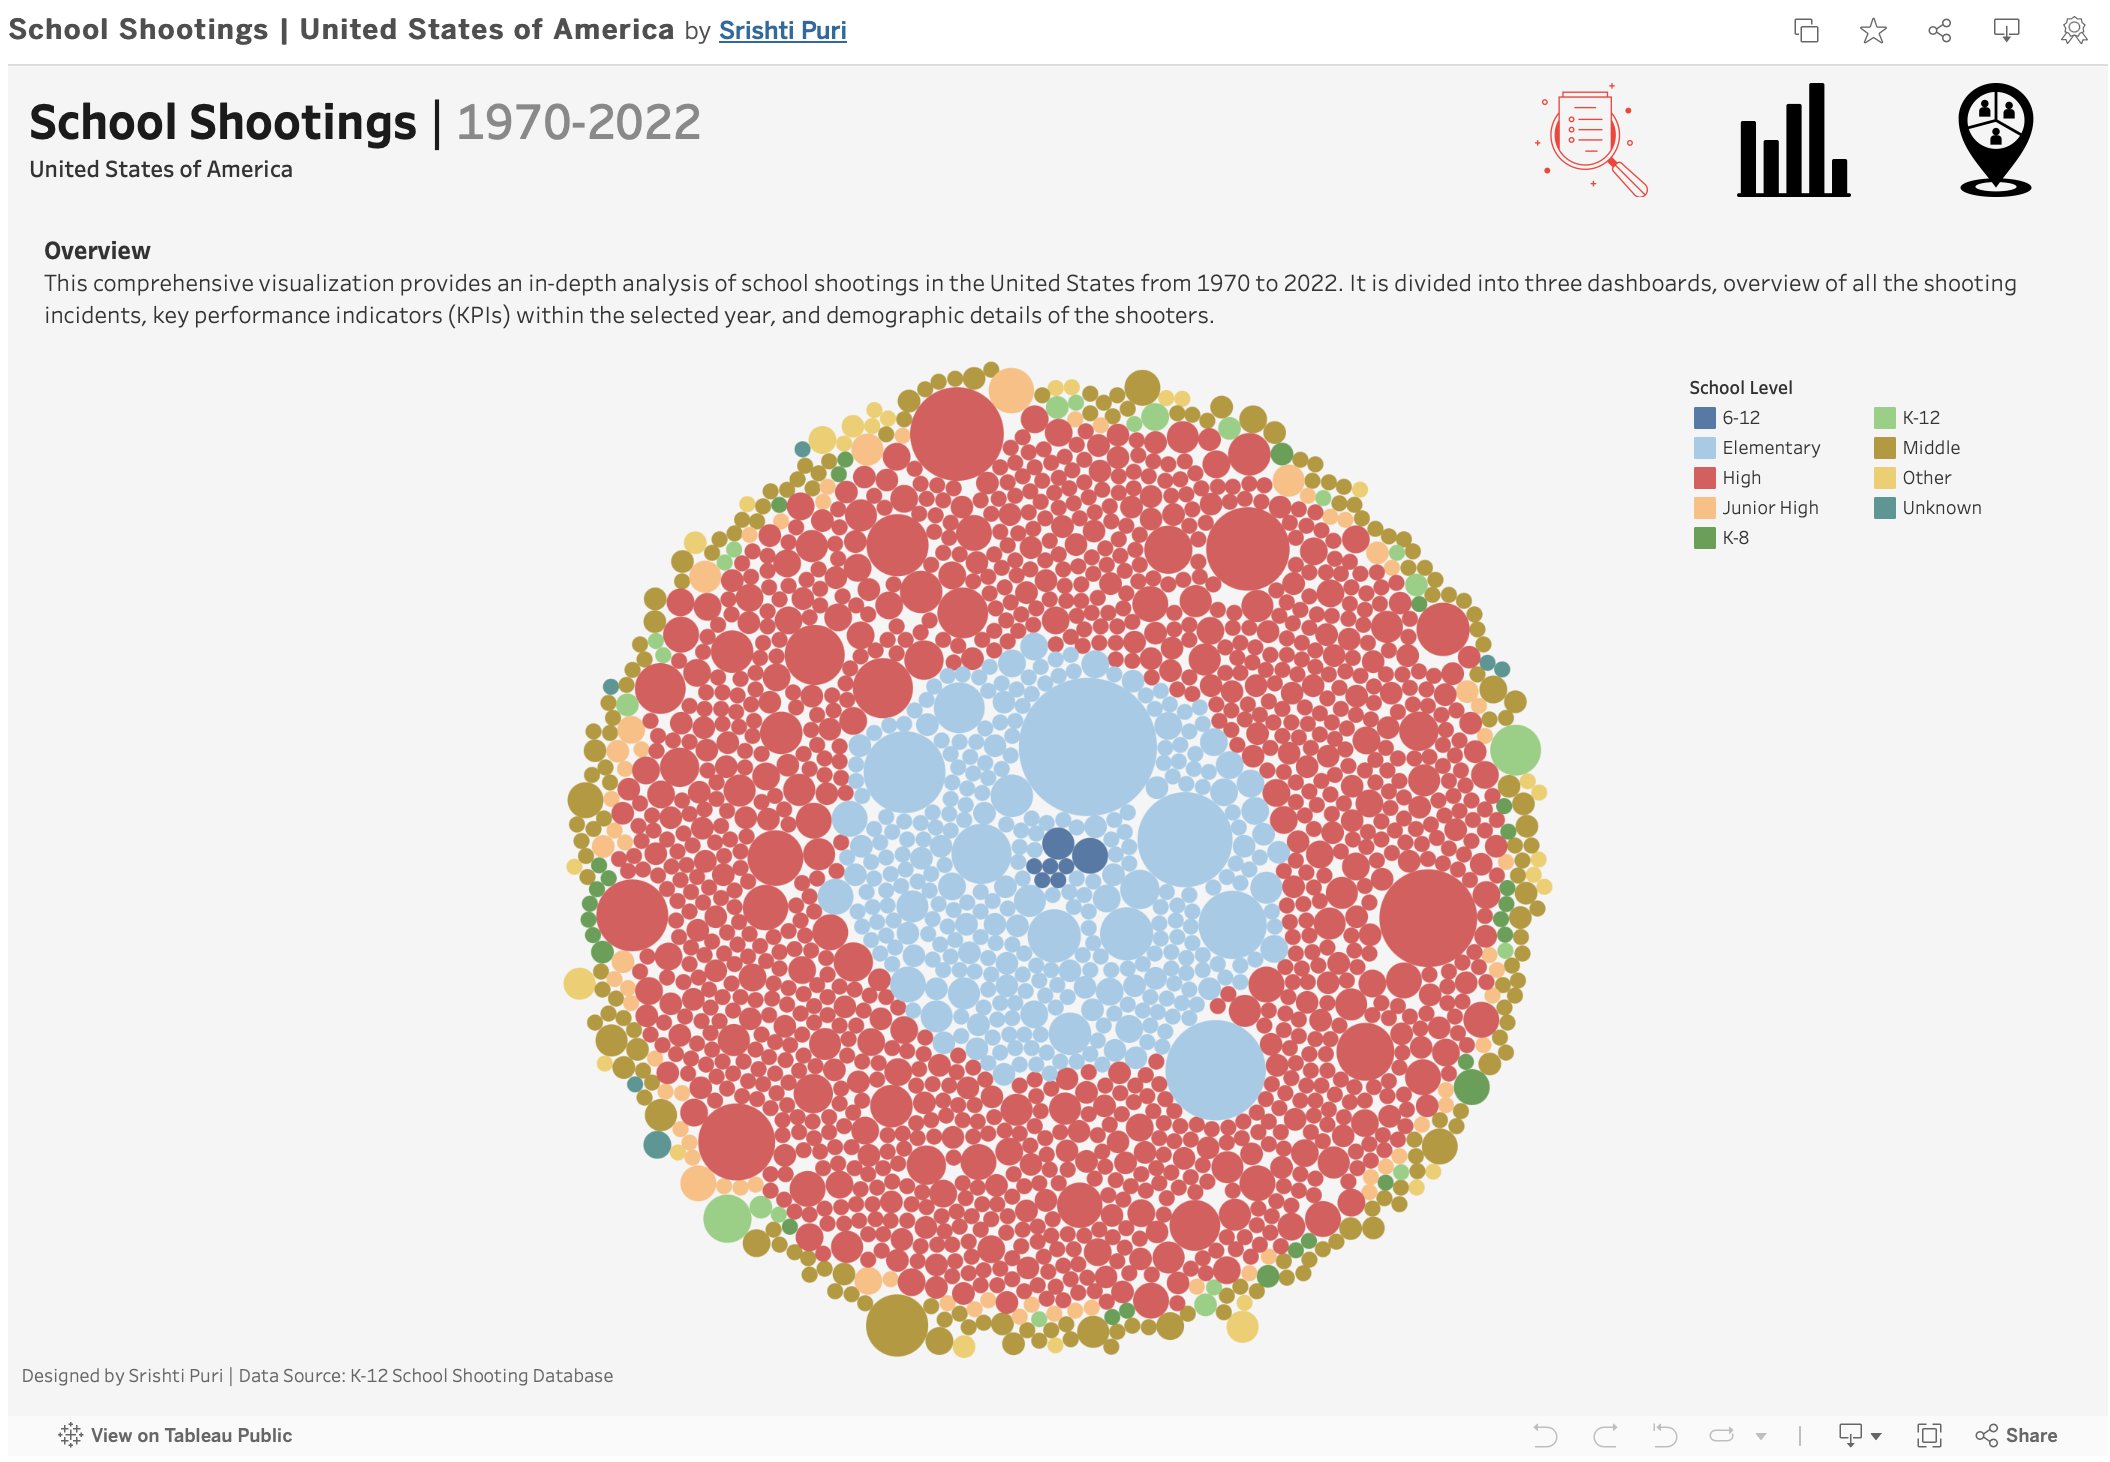 School Shootings | United States of America by Srishti Puri
School Shootings | 1970-2022
United States of America
Overview
This comprehensive visualization provides an in-depth analysis of school shootings in the United States from 1970 to 2022. It is divided into three dashboards, overview of all the shooting
incidents, key performance indicators (KPIs) within the selected year, and demographic details of the shooters.
School Level
6-12
Elementary
High
Junior High
K-8
K-12
Middle
Other
Unknown
Designed by Srishti Puri | Data Source: K-12 School Shooting Database
View on Tableau Public
Share